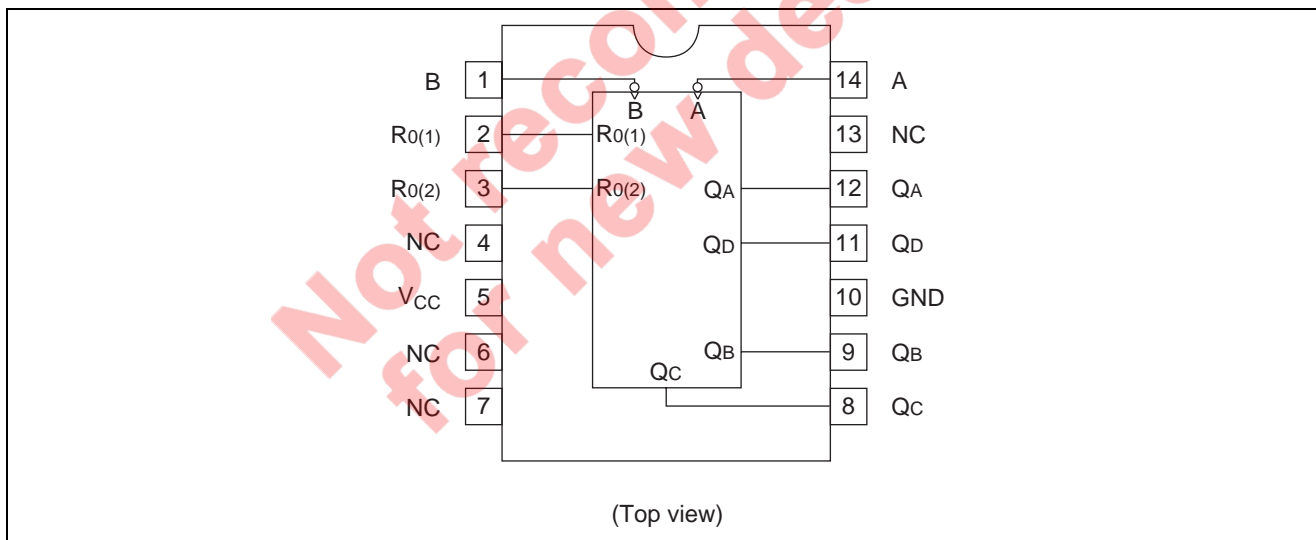 Not recom
for new des
B 1 14 A
B A
R0(1) 2 R0(1) 13 NC
R0(2) 3 R0(2) QA 12 QA
NC 4 QD 11 QD
VCC 5 10 GND
NC 6 QB 9 QB
QC
NC 7 8 QC
(Top view)